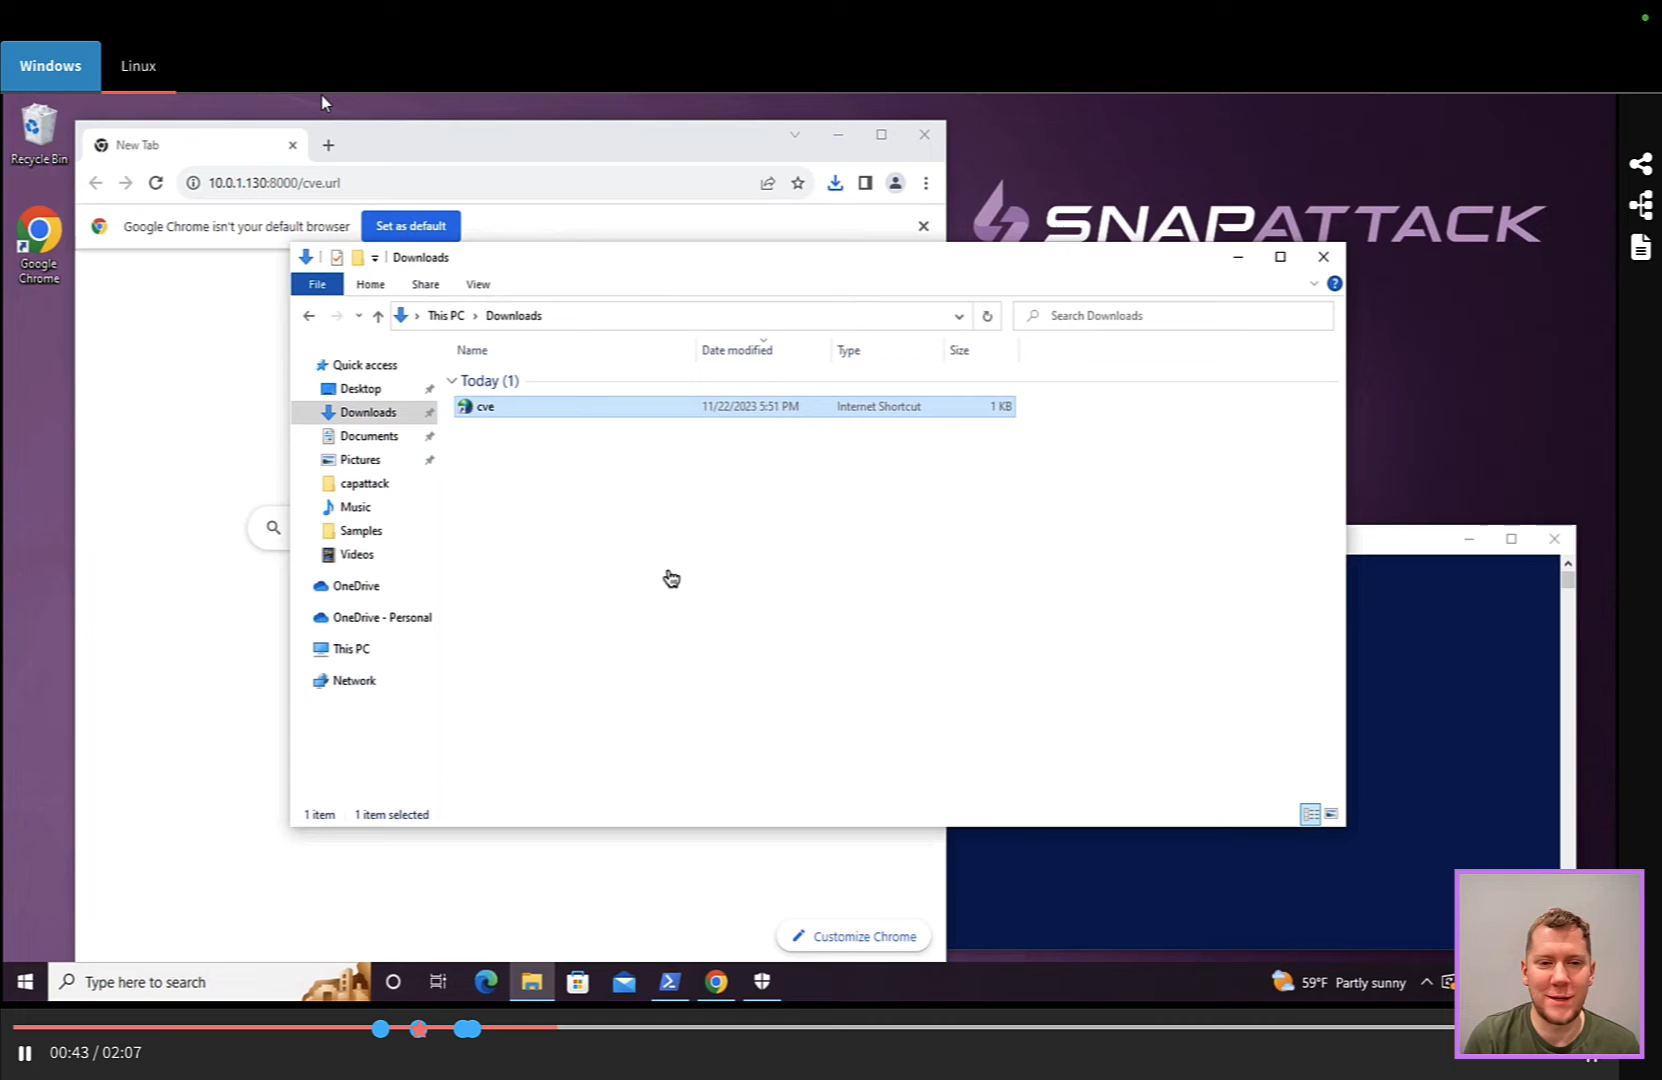 Windows Linux
Recycle Bin
New Tab
10.0.1.130:8000/cve.url
Google Chrome isn't your default browser Set as default
SNAPATTACK
Google
Chrome
Downloads
File Home Share View
This PC > Downloads
Search Downloads
Name Date modified Type Size
Quick access
Today (1)
Desktop
cve 11/22/2023 5:51 PM Internet Shortcut 1 KB
Downloads
Documents
Pictures
capattack
Music
Samples
Videos
OneDrive
OneDrive - Personal
This PC
Network
1 item 1 item selected
Customize Chrome
Type here to search
59°F Partly sunny
00:43 / 02:07